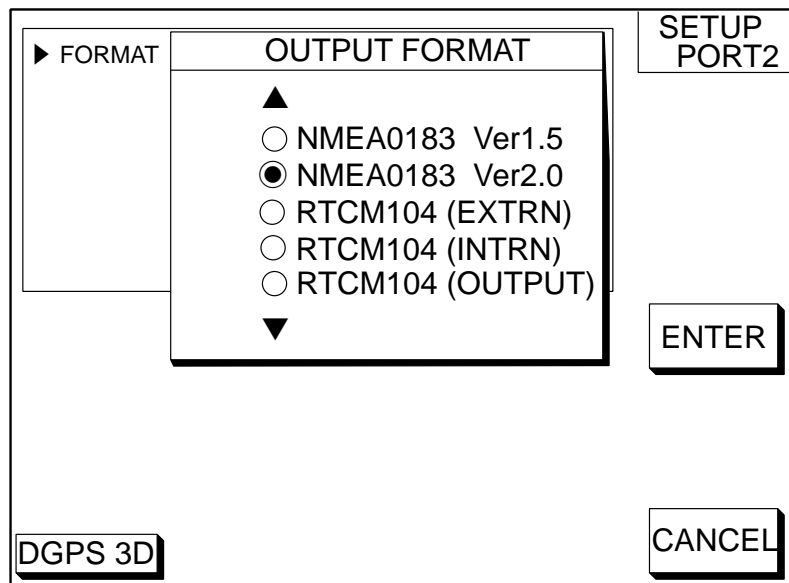 SETUP
PORT2
FORMAT
OUTPUT FORMAT
NMEA0183 Ver1.5
NMEA0183 Ver2.0
RTCM104 (EXTRN)
RTCM104 (INTRN)
RTCM104 (OUTPUT)
ENTER
CANCEL
DGPS 3D